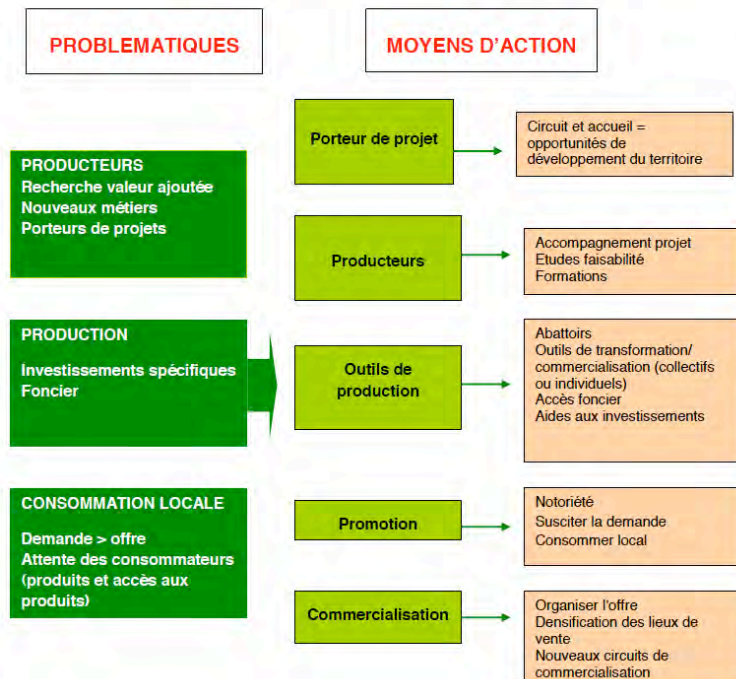 PROBLEMATIQUES
MOYENS D'ACTION
PRODUCTEURS
Recherche valeur ajoutée
Nouveaux métiers
Porteurs de projets
PRODUCTION
Investissements spécifiques
Foncier
CONSOMMATION LOCALE
Demande > offre
Attente des consommateurs
(produits et accès aux
produits)
Porteur de projet
Circuit et accueil =
opportunités de
développement du territoire
Producteurs
Accompagnement projet
Etudes faisabilité
Formations
Outils de
production
Abattoirs
Outils de transformation/
commercialisation (collectifs
ou individuels)
Accès foncier
Aides aux investissements
Promotion
Notoriété
Susciter la demande
Consommer local
Commercialisation
Organiser l'offre
Densification des lieux de
vente
Nouveaux circuits de
commercialisation